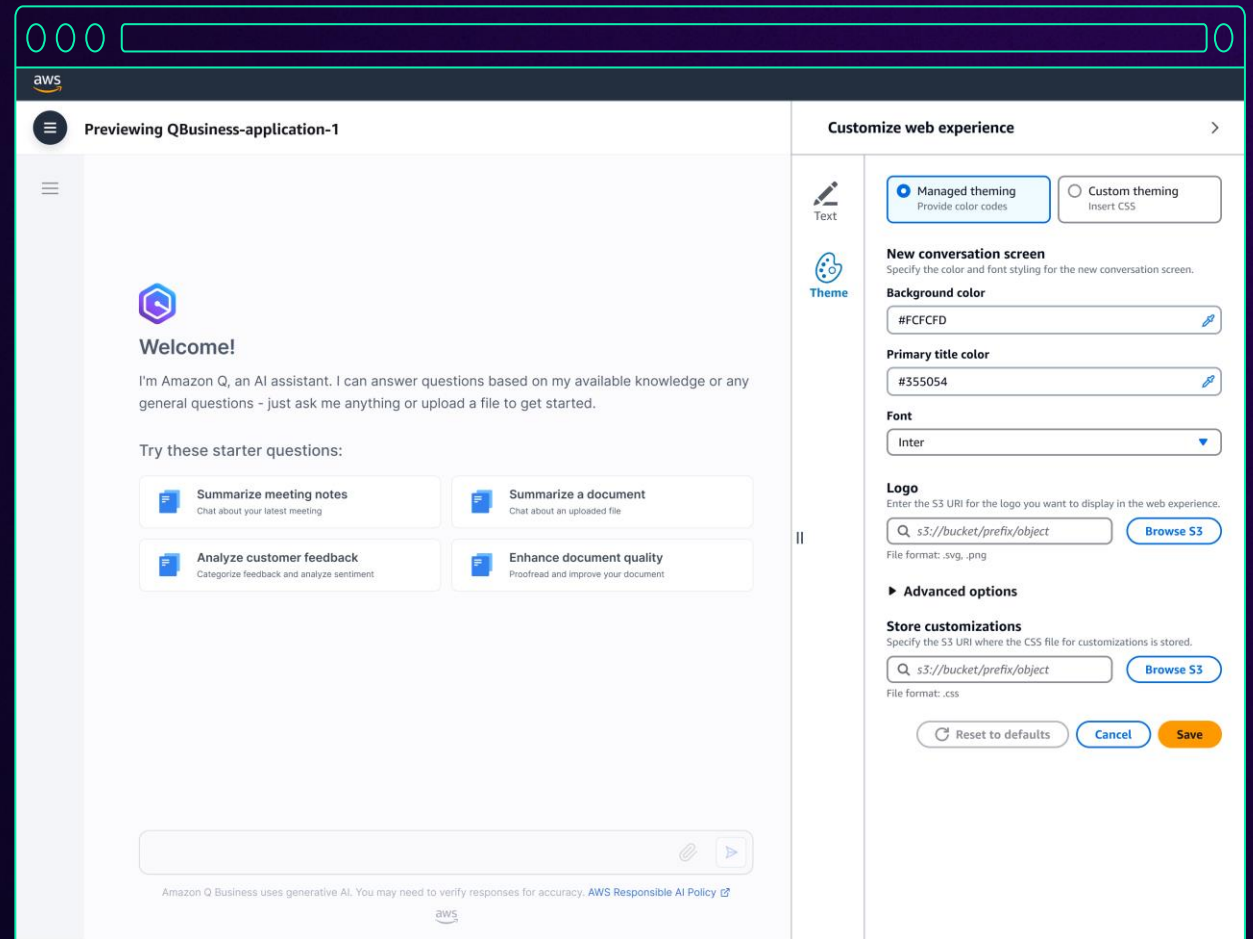 aws
Previewing QBusiness-application-1
Welcome!
I'm Amazon Q, an AI assistant. I can answer questions based on my available knowledge or any
general questions - just ask me anything or upload a file to get started.
Try these starter questions:
Summarize meeting notes
Chat about your latest meeting
Summarize a document
Chat about an uploaded file
Analyze customer feedback
Categorize feedback and analyze sentiment
Enhance document quality
Proofread and improve your document
Amazon Q Business uses generative AI. You may need to verify responses for accuracy. AWS Responsible AI Policy
aws
Customize web experience
Text
Theme
Managed theming
Provide color codes
Custom theming
Insert CSS
New conversation screen
Specify the color and font styling for the new conversation screen.
Background color
#FCFCFD
Primary title color
#355054
Font
Inter
Logo
Enter the S3 URI for the logo you want to display in the web experience.
s3://bucket/prefix/object
Browse S3
File format: .svg, .png
Advanced options
Store customizations
Specify the S3 URI where the CSS file for customizations is stored.
s3://bucket/prefix/object
Browse S3
File format: .css
Reset to defaults
Cancel
Save